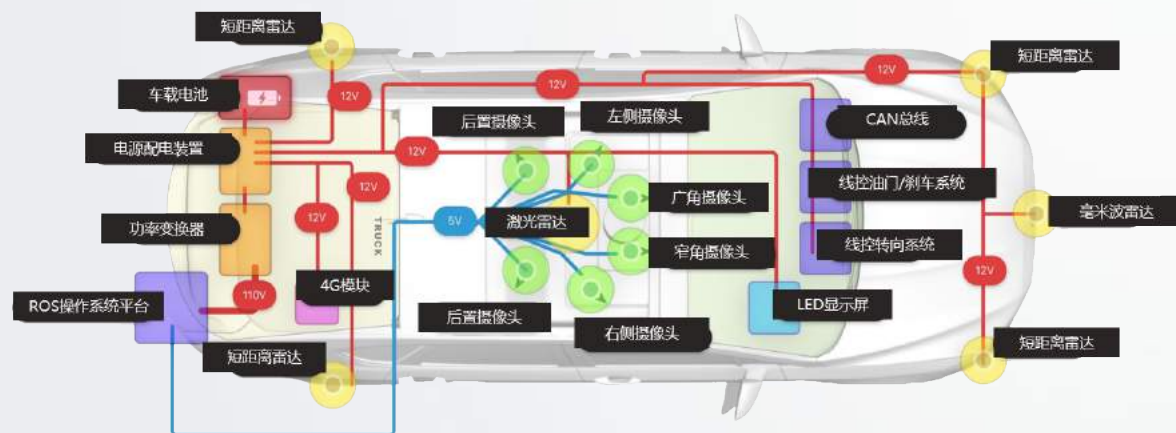 短距离雷达
短距离雷达
车载电池
12V
12V
12V
后置摄像头
左侧摄像头
CAN总线
电源配电装置
12V
12V
广角摄像头
线控油门/刹车系统
12V
TRUCK
5V
激光雷达
毫米波雷达
功率变换器
窄角摄像头
线控转向系统
12V
110V
4G模块
ROS操作系统平台
LED显示屏
后置摄像头
右侧摄像头
短距离雷达
短距离雷达